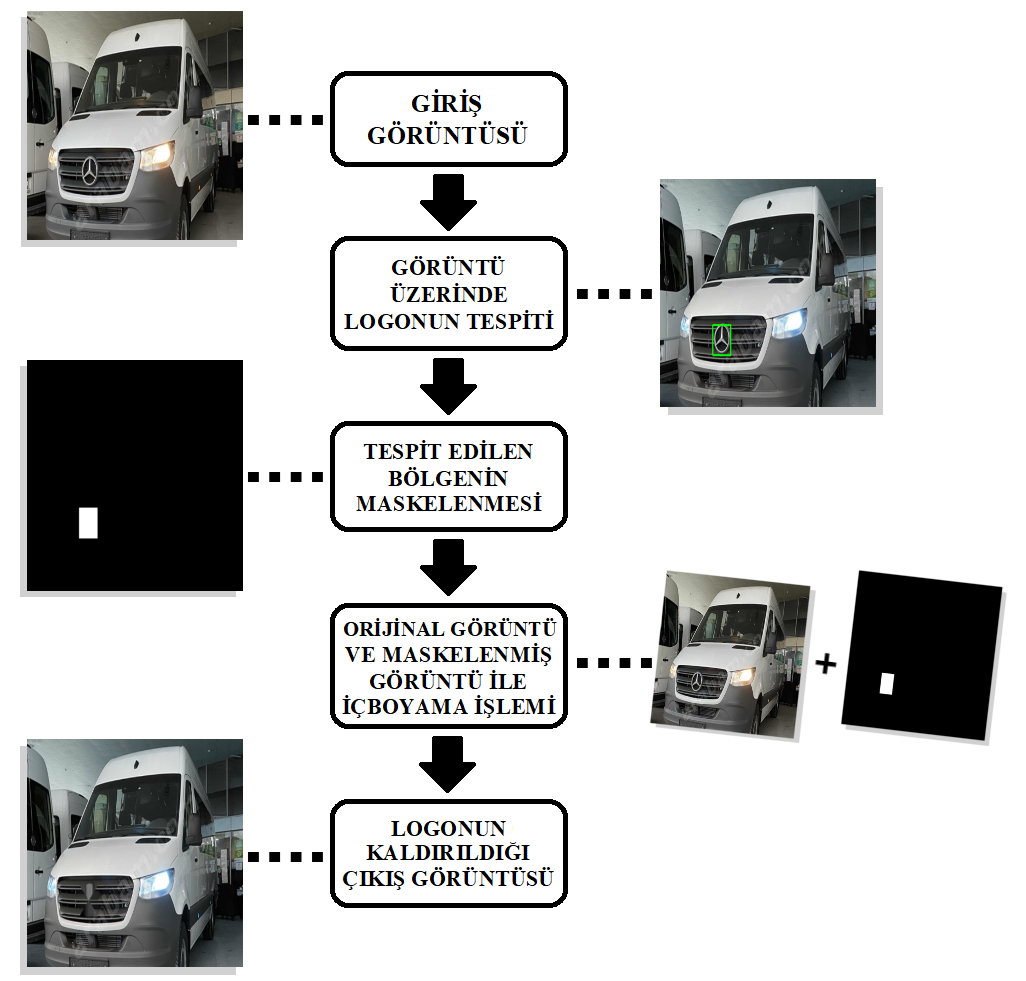 GİRİŞ
GÖRÜNTÜSÜ
GÖRÜNTÜ
ÜZERİNDE
LOGONUN TESPİTİ
TESPİT EDİLEN
BÖLGENİN
MASKELENMESİ
ORİJİNAL GÖRÜNTÜ
VE MASKELENMİŞ
GÖRÜNTÜ İLE
İÇBOYAMA İŞLEMİ
+
LOGONUN
KALDIRILDIĞI
ÇIKIŞ GÖRÜNTÜSÜ